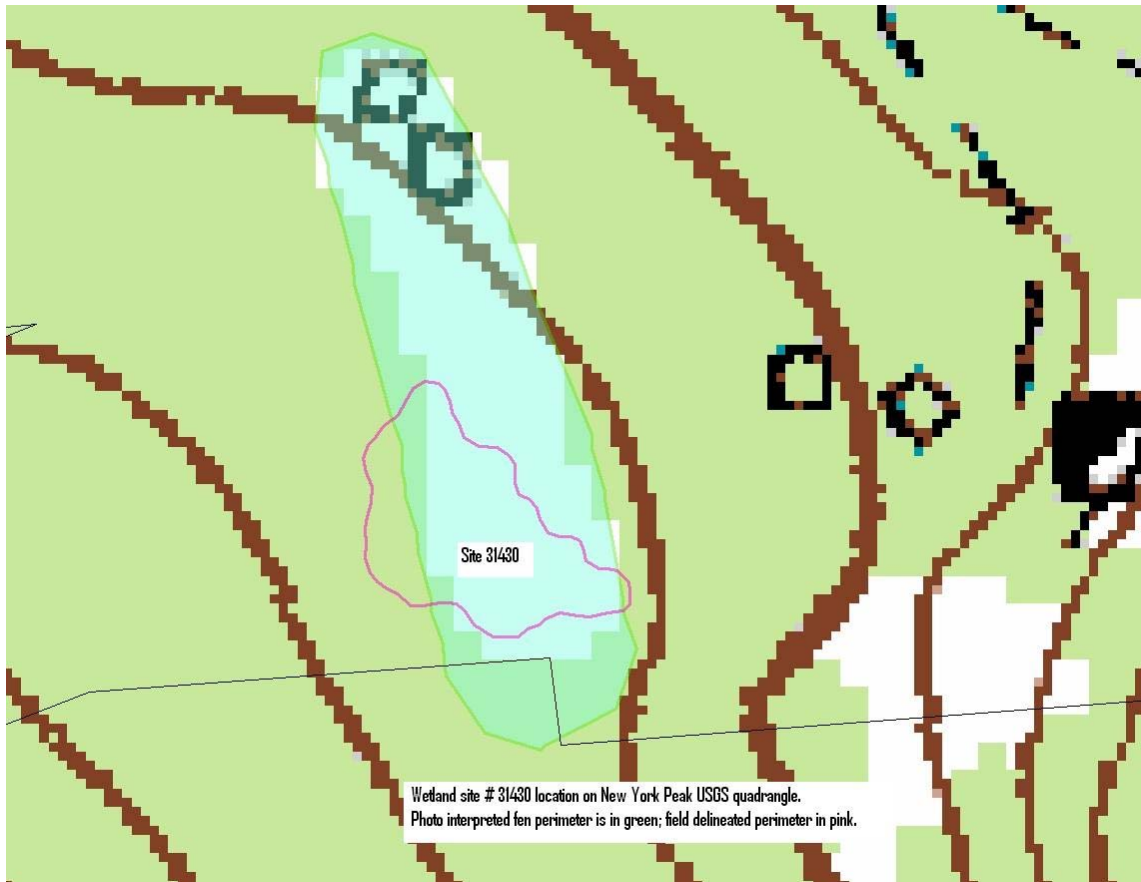 Site 31430
Wetland site # 31430 location on New York Peak USGS quadrangle.
Photo interpreted fen perimeter is in green; field delineated perimeter in pink.